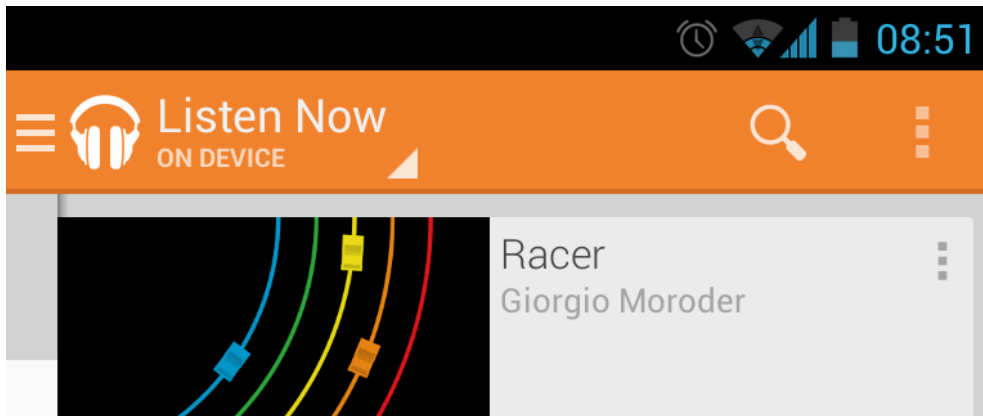 08:51
Listen Now
ON DEVICE
Racer
Giorgio Moroder